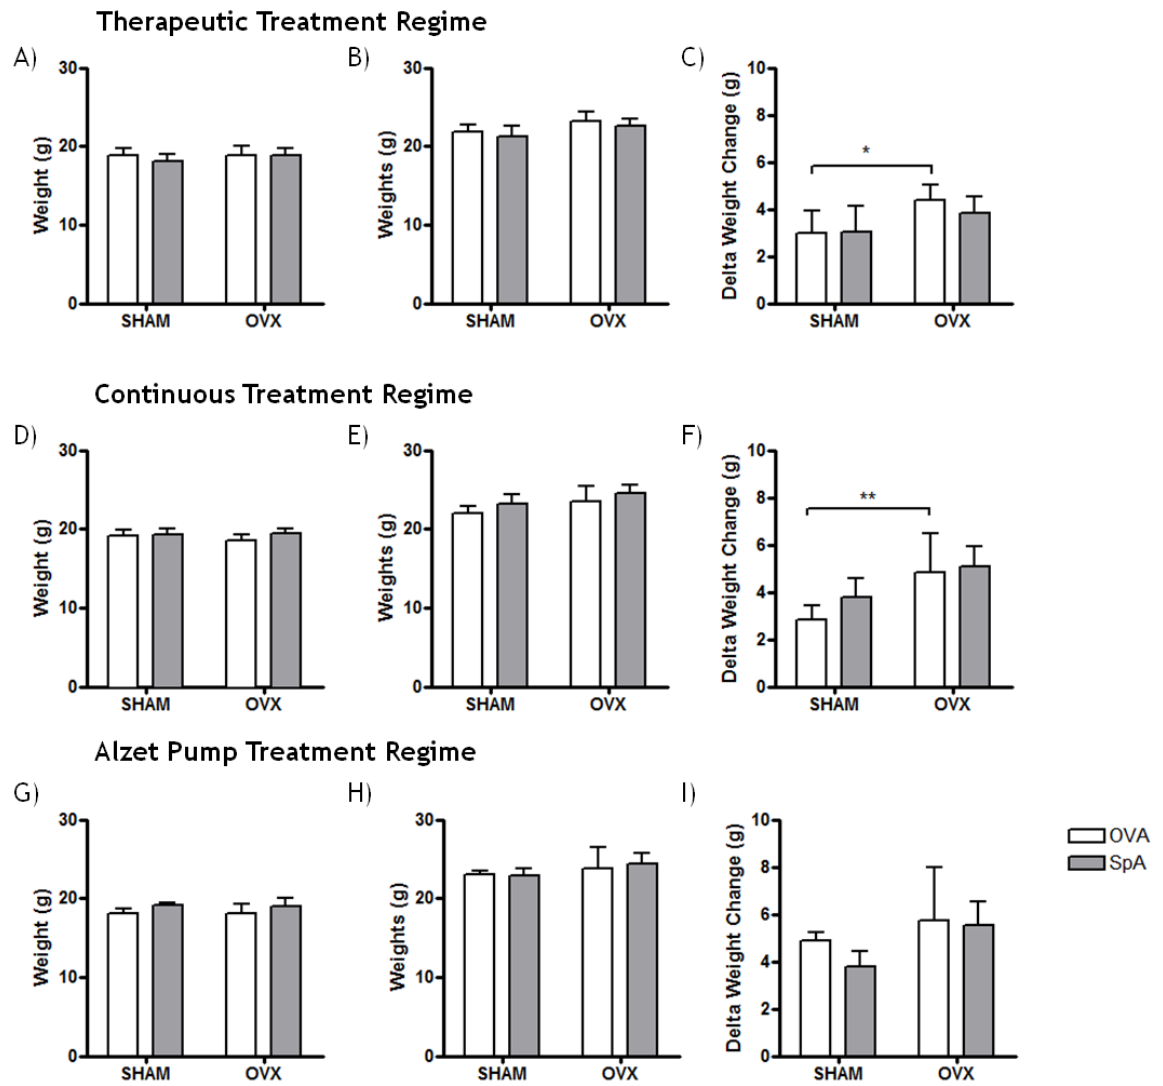 Therapeutic Treatment Regime
A)
Weight (g)
30
20
10
0
SHAM OVX
B)
Weights (g)
30
20
10
0
SHAM OVX
C)
Delta Weight Change (g)
10
8
6
4
2
0
*
SHAM OVX
Continuous Treatment Regime
D)
Weight (g)
30
20
10
0
SHAM OVX
E)
Weights (g)
30
20
10
0
SHAM OVX
F)
Delta Weight Change (g)
10
8
6
4
2
0
**
SHAM OVX
Alzet Pump Treatment Regime
G)
Weight (g)
30
20
10
0
SHAM OVX
H)
Weights (g)
30
20
10
0
SHAM OVX
I)
Delta Weight Change (g)
10
8
6
4
2
0
SHAM OVX
OVA
SpA